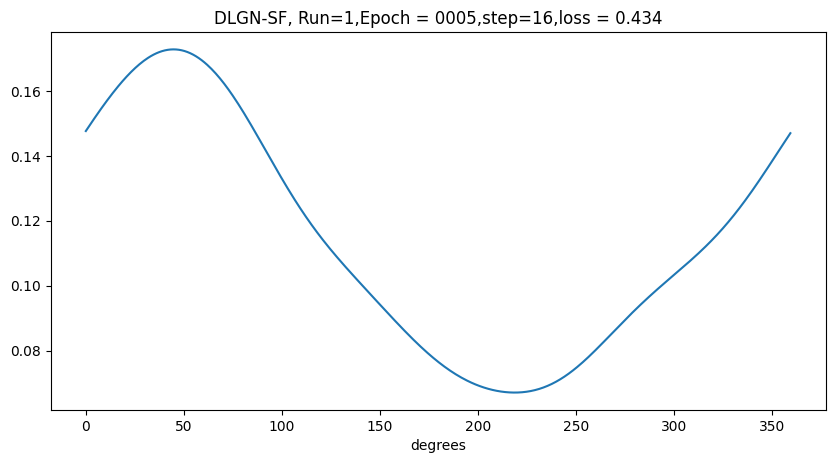 DLGN-SF, Run=1,Epoch = 0005,step=16,loss = 0.434
0.16
0.14
0.12
0.10
0.08
0 50 100 150 200 250 300 350
degrees